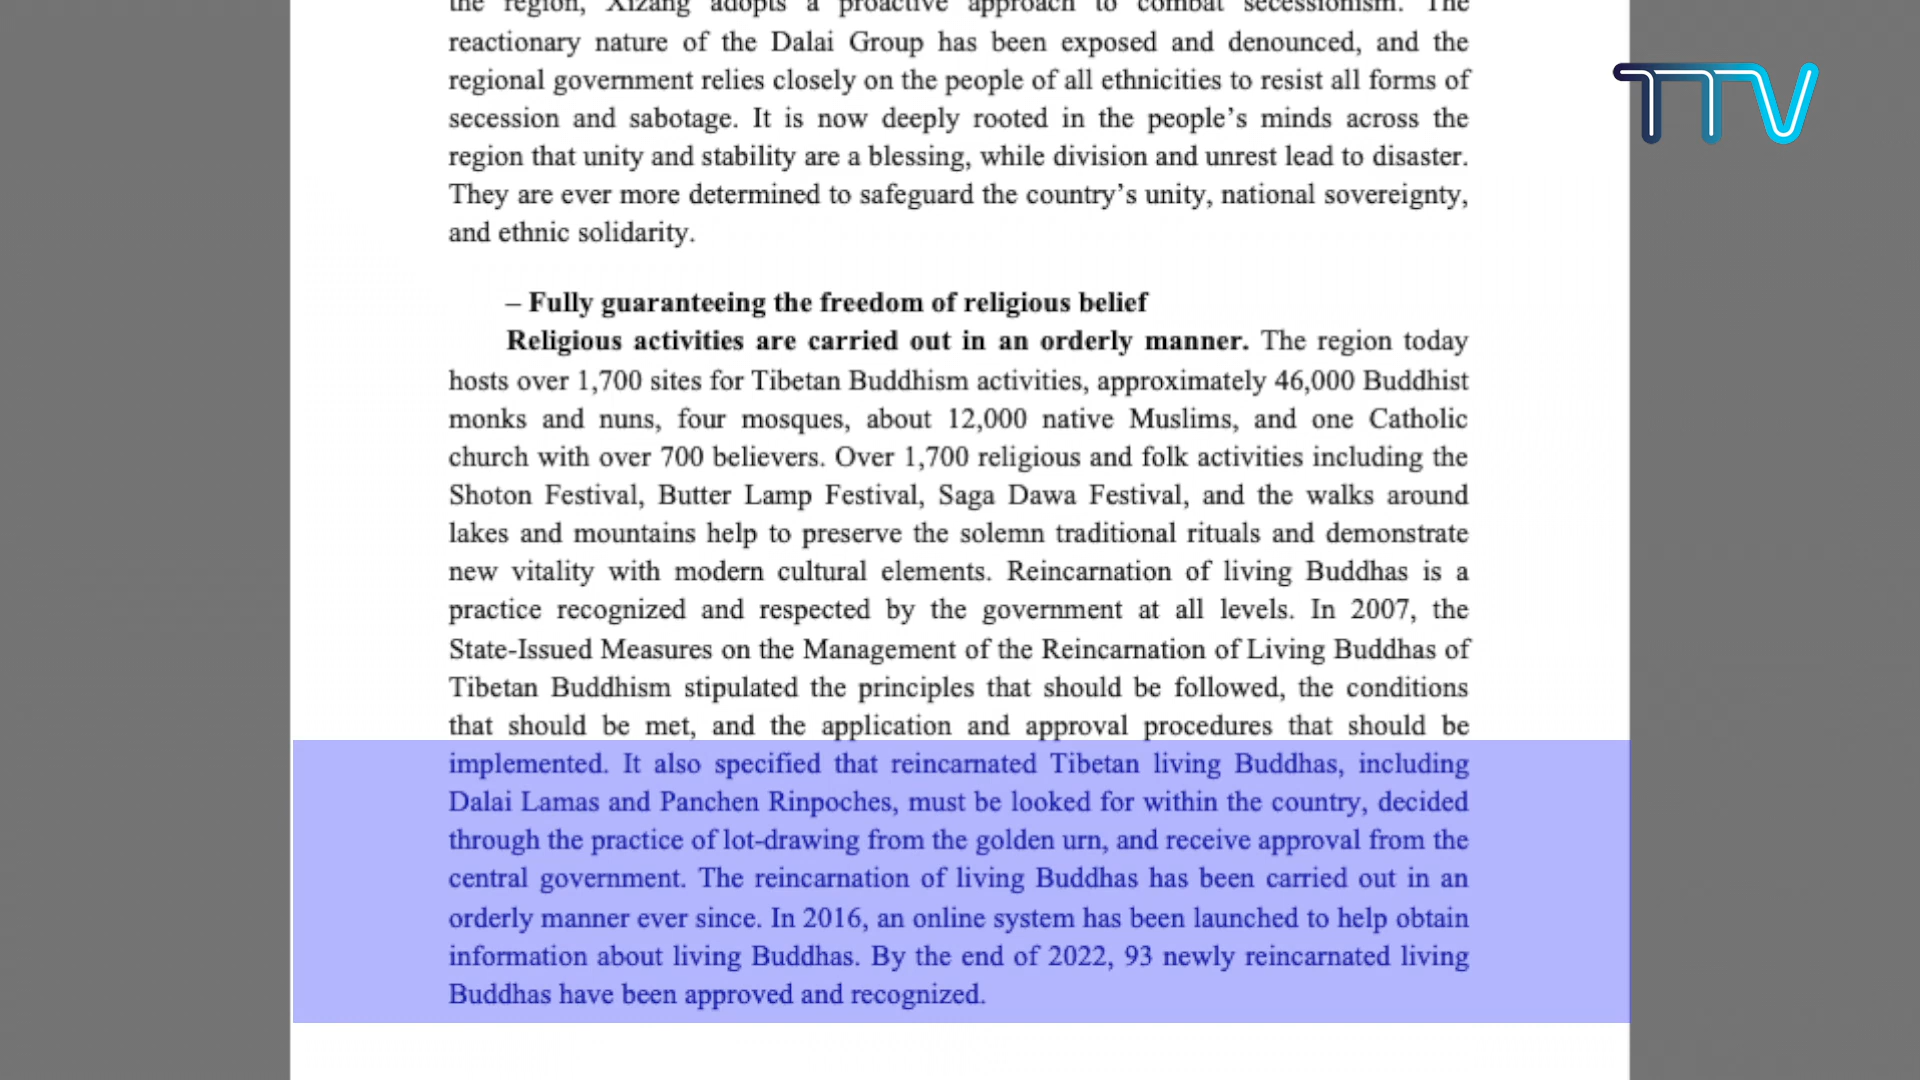 the region, Xizang adopts a proactive approach to combat secessionism. The
reactionary nature of the Dalai Group has been exposed and denounced, and the
regional government relies closely on the people of all ethnicities to resist all forms of
secession and sabotage. It is now deeply rooted in the people’s minds across the
region that unity and stability are a blessing, while division and unrest lead to disaster.
They are ever more determined to safeguard the country’s unity, national sovereignty,
and ethnic solidarity.
– Fully guaranteeing the freedom of religious belief
Religious activities are carried out in an orderly manner. The region today
hosts over 1,700 sites for Tibetan Buddhism activities, approximately 46,000 Buddhist
monks and nuns, four mosques, about 12,000 native Muslims, and one Catholic
church with over 700 believers. Over 1,700 religious and folk activities including the
Shoton Festival, Butter Lamp Festival, Saga Dawa Festival, and the walks around
lakes and mountains help to preserve the solemn traditional rituals and demonstrate
new vitality with modern cultural elements. Reincarnation of living Buddhas is a
practice recognized and respected by the government at all levels. In 2007, the
State-Issued Measures on the Management of the Reincarnation of Living Buddhas of
Tibetan Buddhism stipulated the principles that should be followed, the conditions
that should be met, and the application and approval procedures that should be
implemented. It also specified that reincarnated Tibetan living Buddhas, including
Dalai Lamas and Panchen Rinpoches, must be looked for within the country, decided
through the practice of lot-drawing from the golden urn, and receive approval from the
central government. The reincarnation of living Buddhas has been carried out in an
orderly manner ever since. In 2016, an online system has been launched to help obtain
information about living Buddhas. By the end of 2022, 93 newly reincarnated living
Buddhas have been approved and recognized.
TTV